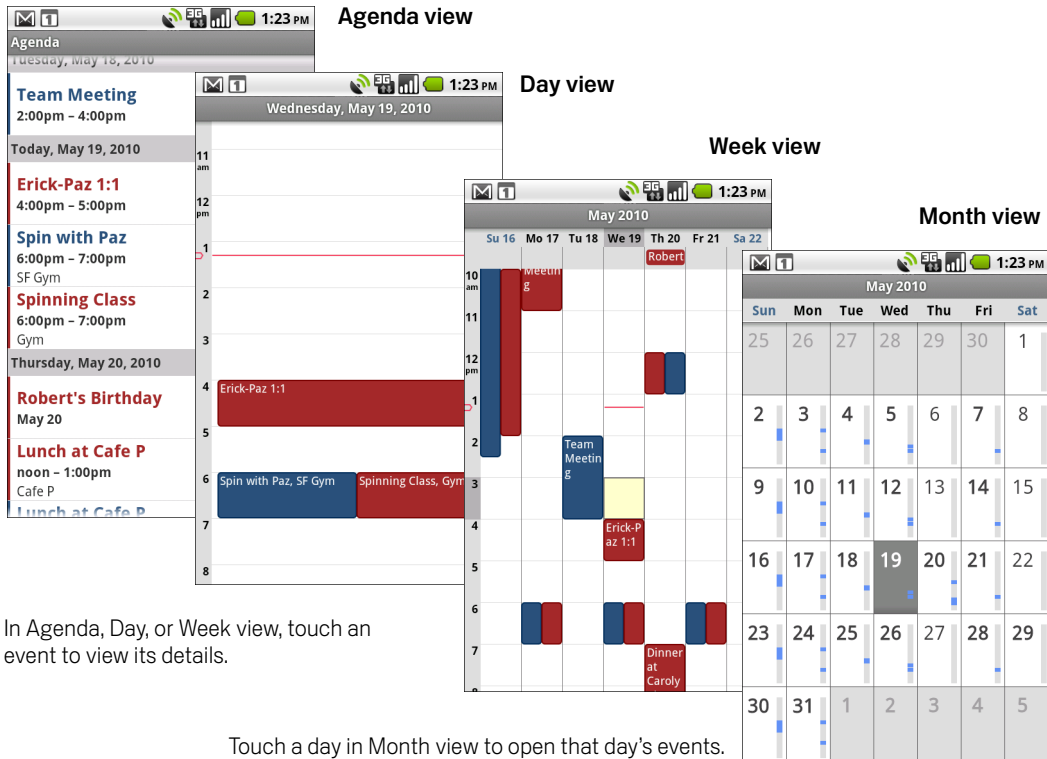 Agenda view
1
3G
1:23 PM
Agenda
Tuesday, May 18, 2010
Team Meeting
2:00pm – 4:00pm
Today, May 19, 2010
Erick-Paz 1:1
4:00pm – 5:00pm
Spin with Paz
6:00pm – 7:00pm
SF Gym
Spinning Class
6:00pm – 7:00pm
Gym
Thursday, May 20, 2010
Robert's Birthday
May 20
Lunch at Cafe P
noon – 1:00pm
Cafe P
Lunch at Cafe P
Day view
1
3G
1:23 PM
Wednesday, May 19, 2010
11
am
12
pm
1
2
3
4
Erick-Paz 1:1
5
6
Spin with Paz, SF Gym
Spinning Class, Gym
7
8
Week view
1
3G
1:23 PM
May 2010
Su 16 Mo 17 Tu 18 We 19 Th 20 Fr 21 Sa 22
Robert
10
am
Meetin
g
11
12
pm
1
2
Team
Meetin
g
3
4
Erick-P
az 1:1
5
6
7
Dinner
at
Caroly
Month view
1
3G
1:23 PM
May 2010
Sun Mon Tue Wed Thu Fri Sat
25 26 27 28 29 30 1
2 3 4 5 6 7 8
9 10 11 12 13 14 15
16 17 18 19 20 21 22
23 24 25 26 27 28 29
30 31 1 2 3 4 5
In Agenda, Day, or Week view, touch an
event to view its details.
Touch a day in Month view to open that day’s events.